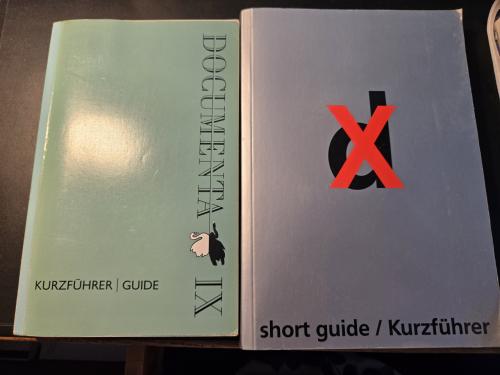 DOCUMENTA IX
KURZFÜHRER | GUIDE
dX
short guide / Kurzführer